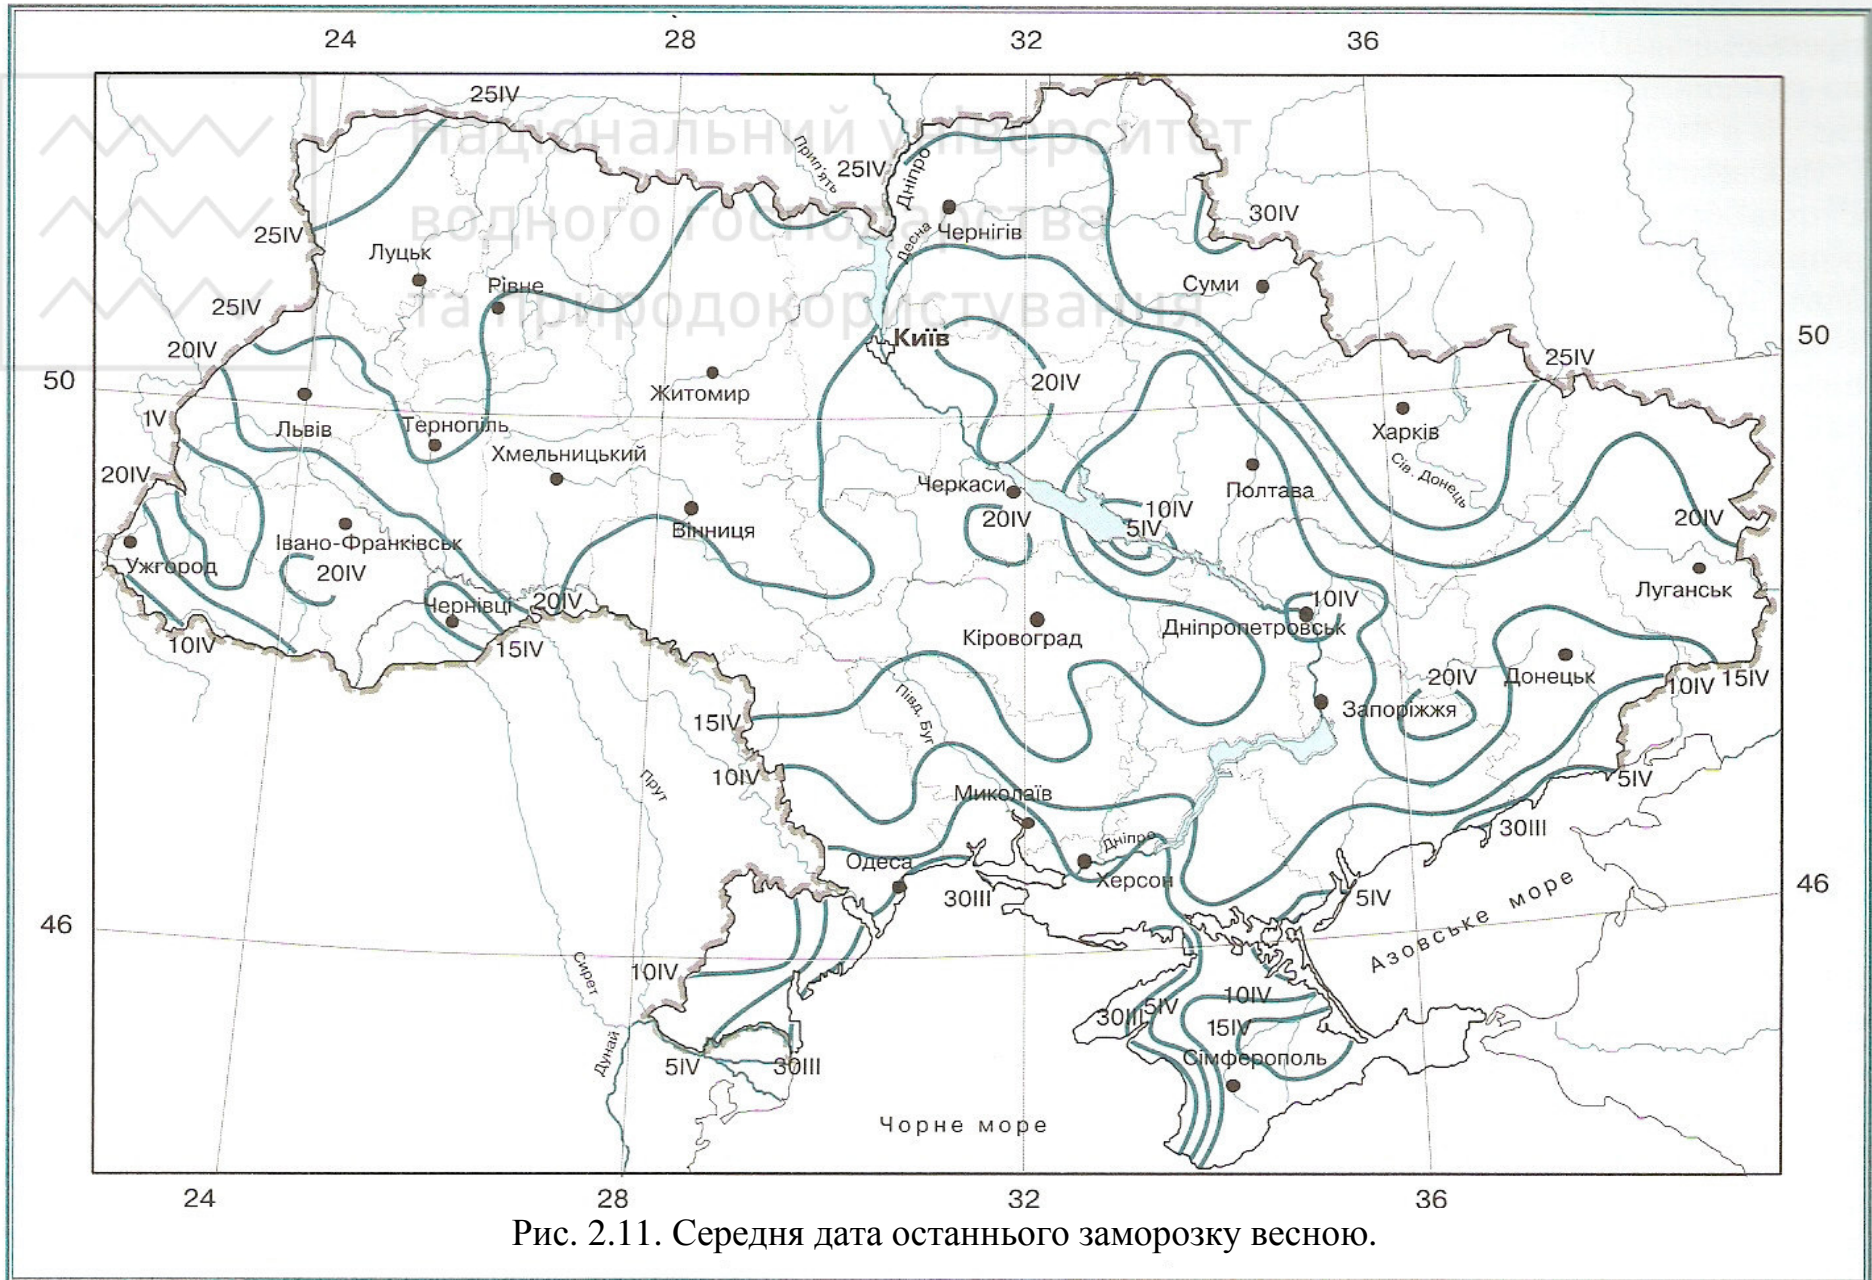 24 28 32 36
25IV
Національний університет
25IV
Прип'ять
Дніпро
водного господарства
30IV
25IV
Десна
Чернігів
Луцьк
Суми
Рівне
25IV
та природокористування
50
Київ
20IV
25IV
50
20IV
Житомир
1V
Львів
Тернопіль
Харків
Хмельницький
20IV
Сів. Донець
Черкаси
Полтава
10IV
20IV
5IV
20IV
Вінниця
Івано-Франківськ
Ужгород
20IV
Луганськ
Чернівці
20IV
10IV
Дніпропетровськ
Кіровоград
10IV
15IV
20IV
Донецьк
10IV
15IV
Півд. Буг
Запоріжжя
15IV
10IV
5IV
Прут
Миколаїв
30III
Дніпро
Одеса
Херсон
46
30III
5IV
Азовське море
46
Сирет
10IV
10IV
5IV
30III
15IV
Дунай
Сімферополь
5IV
30III
Чорне море
24 28 32 36
Рис. 2.11. Середня дата останнього заморозку весною.